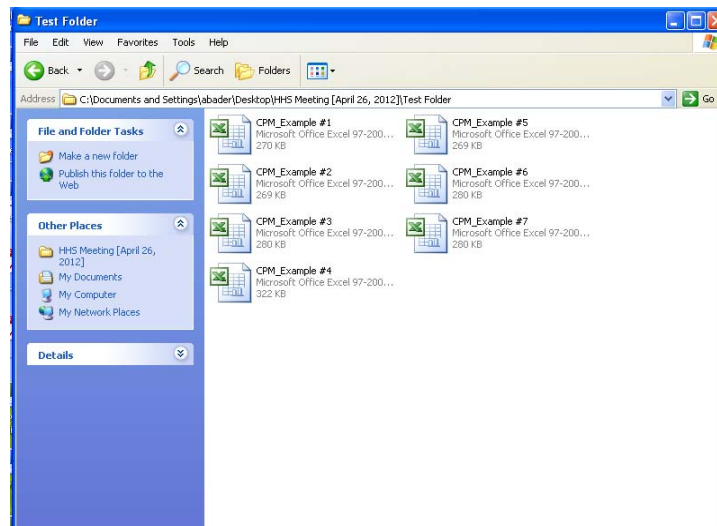 Test Folder
File Edit View Favorites Tools Help
Back Search Folders
Address C:\Documents and Settings\abader\Desktop\HHS Meeting [April 26, 2012]\Test Folder Go
File and Folder Tasks
Make a new folder
Publish this folder to the
Web
Other Places
HHS Meeting [April 26,
2012]
My Documents
My Computer
My Network Places
Details
CPM_Example #1
Microsoft Office Excel 97-200...
270 KB
CPM_Example #2
Microsoft Office Excel 97-200...
269 KB
CPM_Example #3
Microsoft Office Excel 97-200...
280 KB
CPM_Example #4
Microsoft Office Excel 97-200...
322 KB
CPM_Example #5
Microsoft Office Excel 97-200...
269 KB
CPM_Example #6
Microsoft Office Excel 97-200...
280 KB
CPM_Example #7
Microsoft Office Excel 97-200...
280 KB